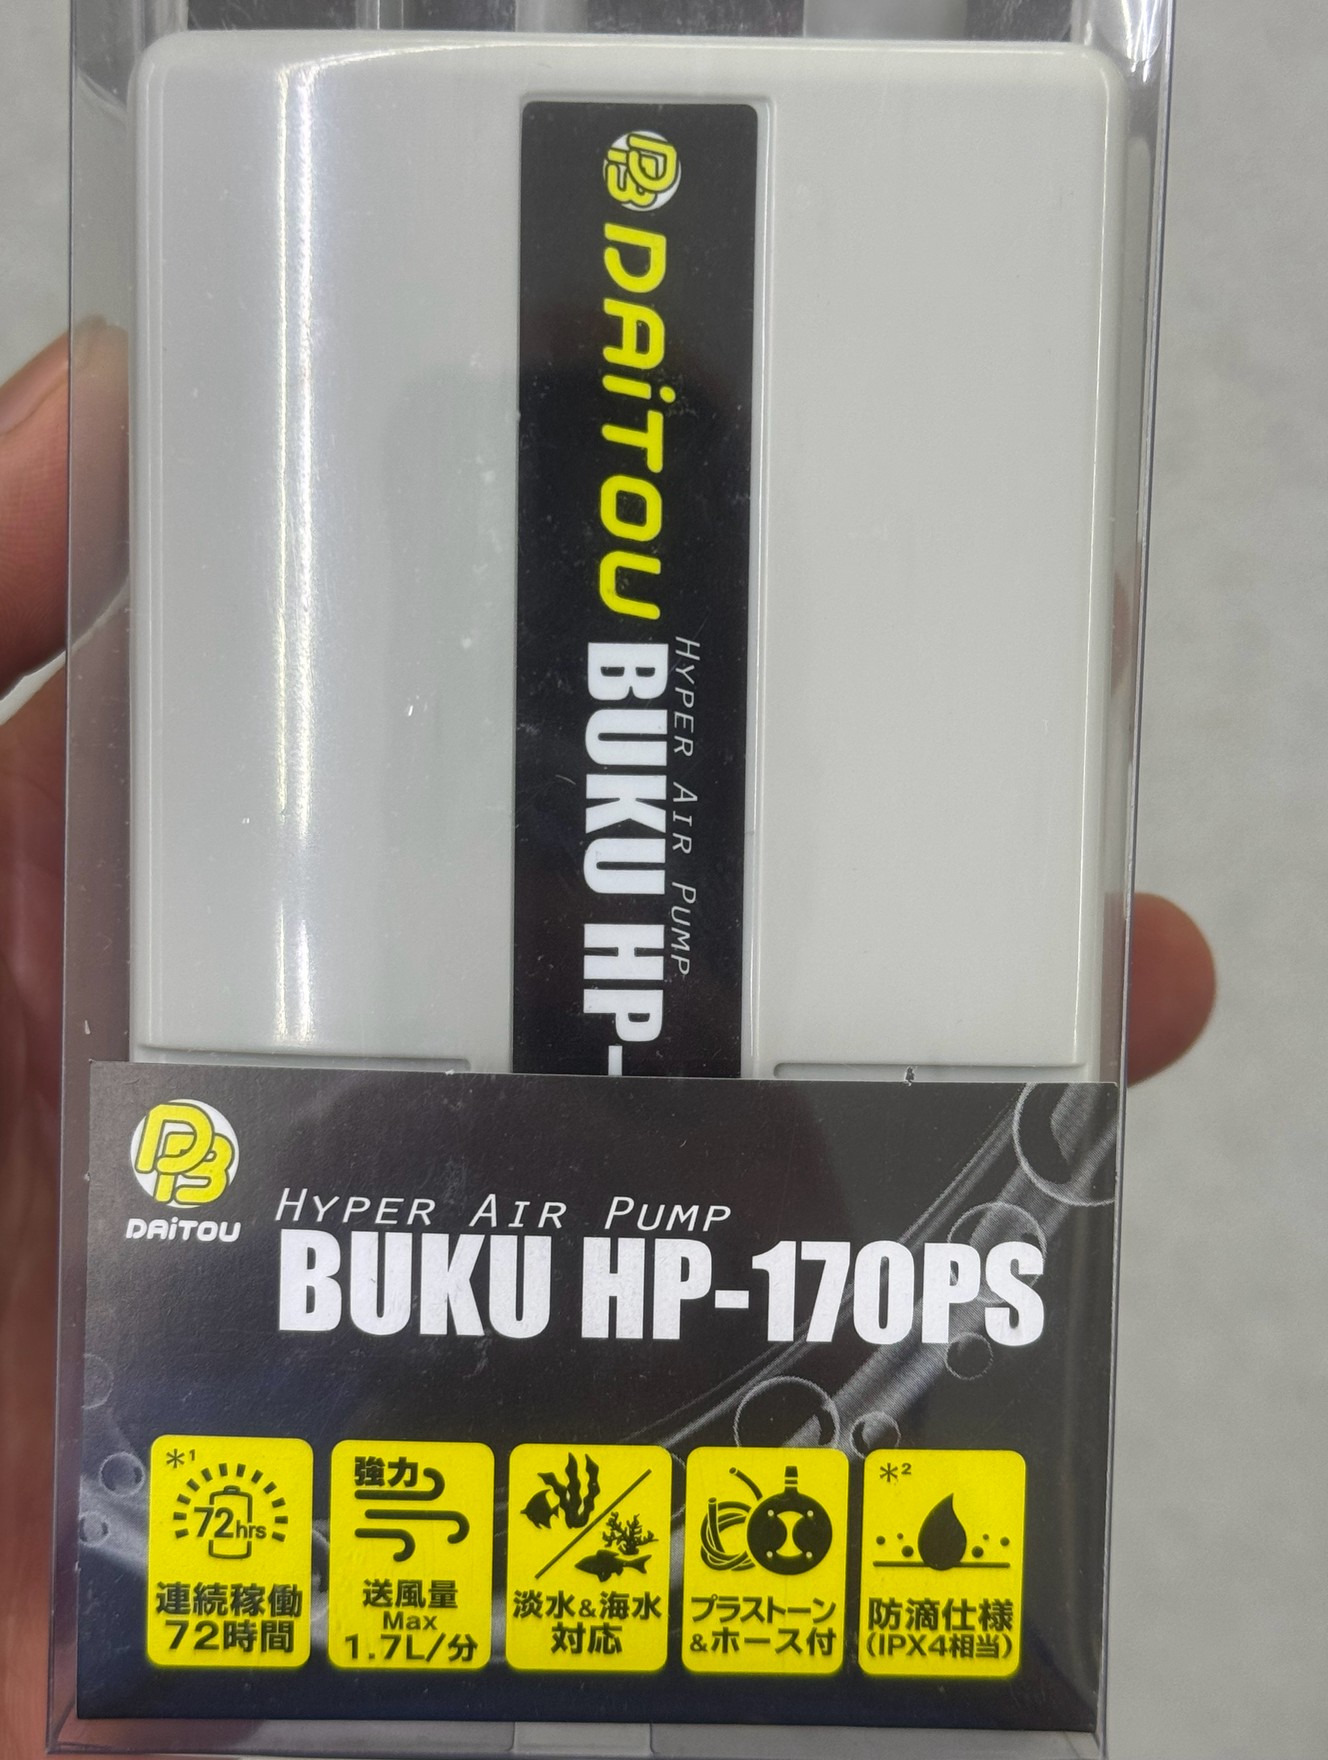 DAiTOU
HYPER AIR PUMP
BUKU HP-
DAiTOU
HYPER AIR PUMP
BUKU HP-170PS
*1
72hrs
連続稼働
72時間
強力
送風量
Max
1.7L/分
淡水&海水
対応
プラストーン
&ホース付
*2
防滴仕様
(IPX4相当)